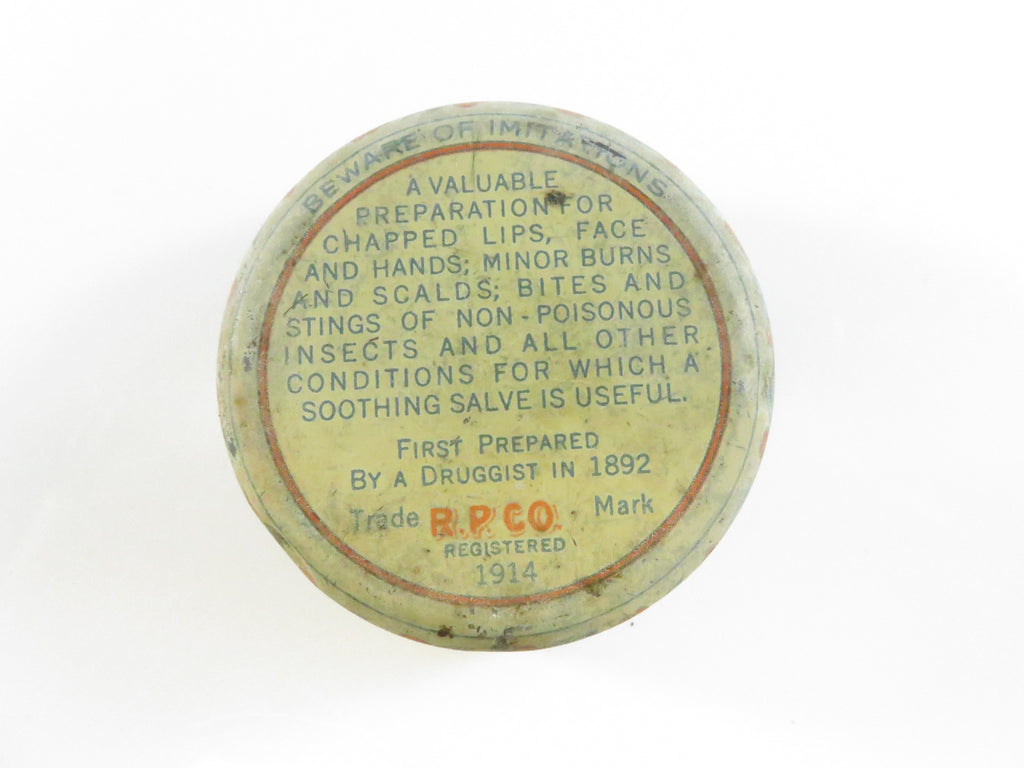 BEWARE OF IMITATIONS
A VALUABLE
PREPARATION FOR
CHAPPED LIPS, FACE
AND HANDS; MINOR BURNS
AND SCALDS; BITES AND
STINGS OF NON-POISONOUS
INSECTS AND ALL OTHER
CONDITIONS FOR WHICH A
SOOTHING SALVE IS USEFUL.
FIRST PREPARED
BY A DRUGGIST IN 1892
Trade R.P. CO. Mark
REGISTERED
1914